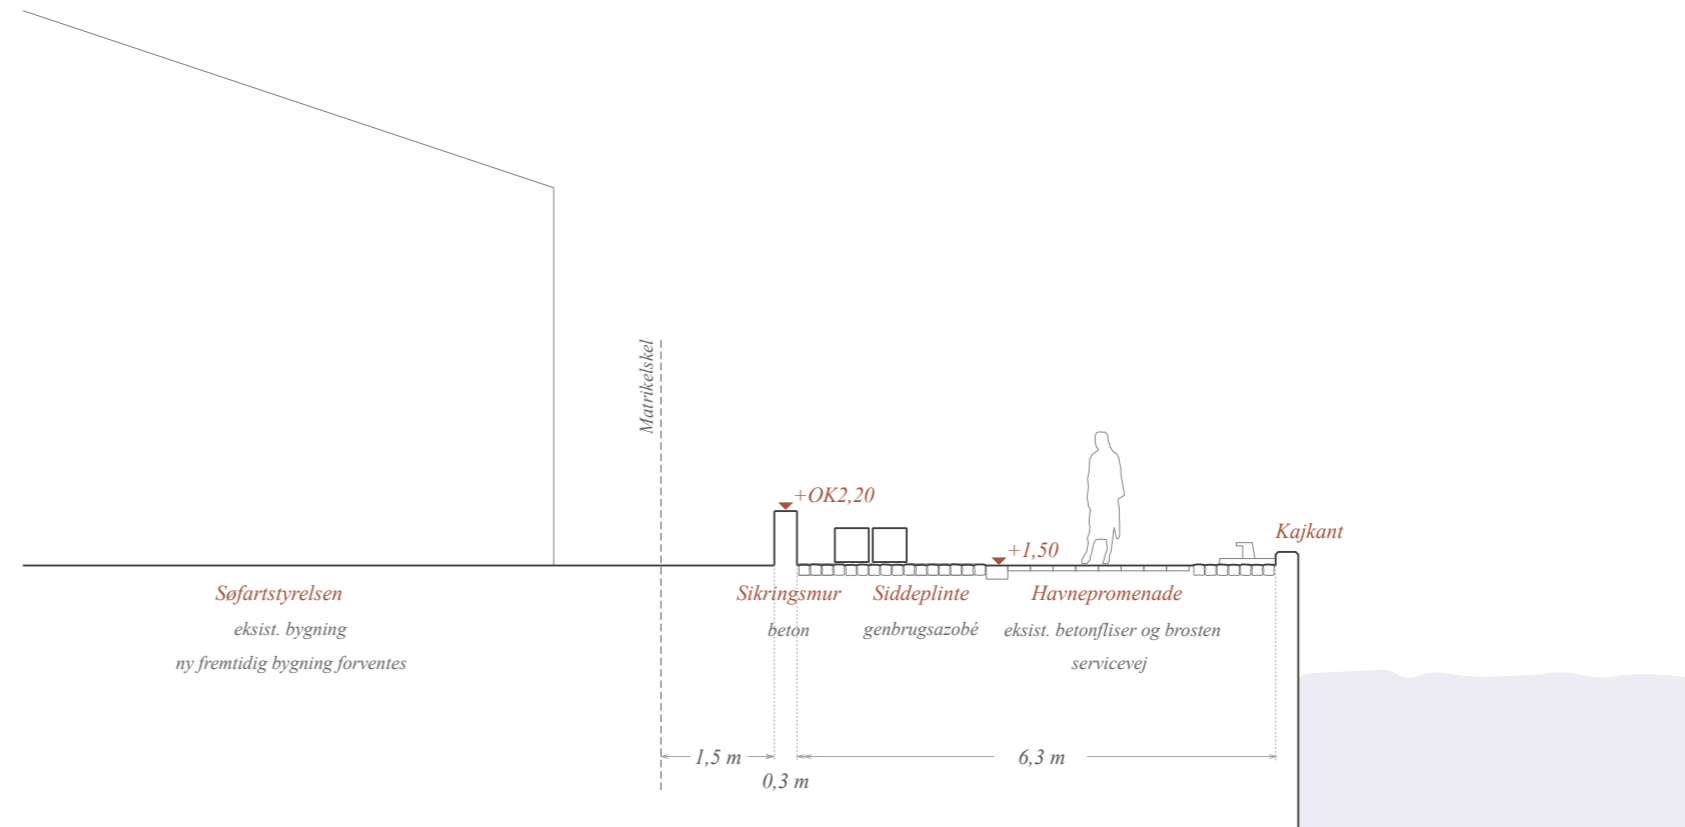 Matrikelskel
+OK2,20
Kajkant
+1,50
Søfartstyrelsen
eksist. bygning
ny fremtidig bygning forventes
Sikringsmur
beton
Siddeplinte
genbrugsazobé
Havnepromenade
eksist. betonfliser og brosten
servicevej
1,5 m
0,3 m
6,3 m